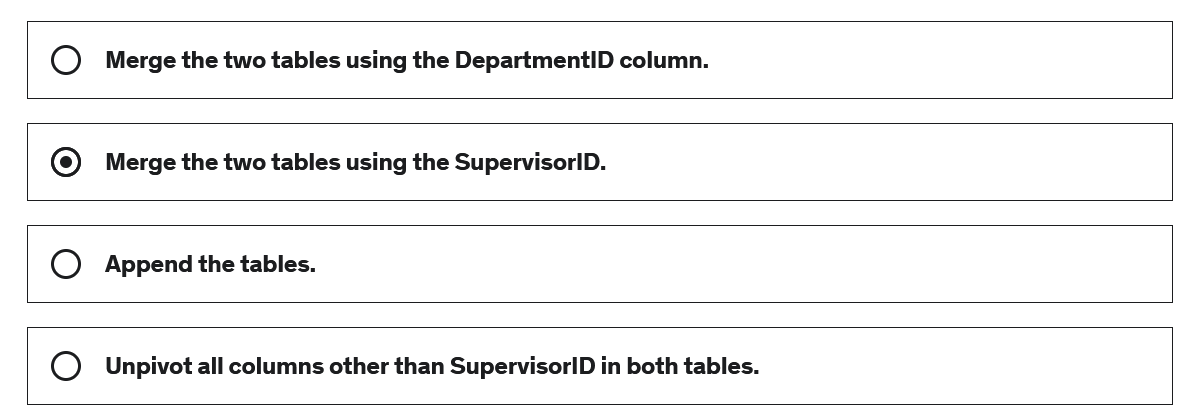 Merge the two tables using the DepartmentID column.
Merge the two tables using the SupervisorID.
Append the tables.
Unpivot all columns other than SupervisorID in both tables.